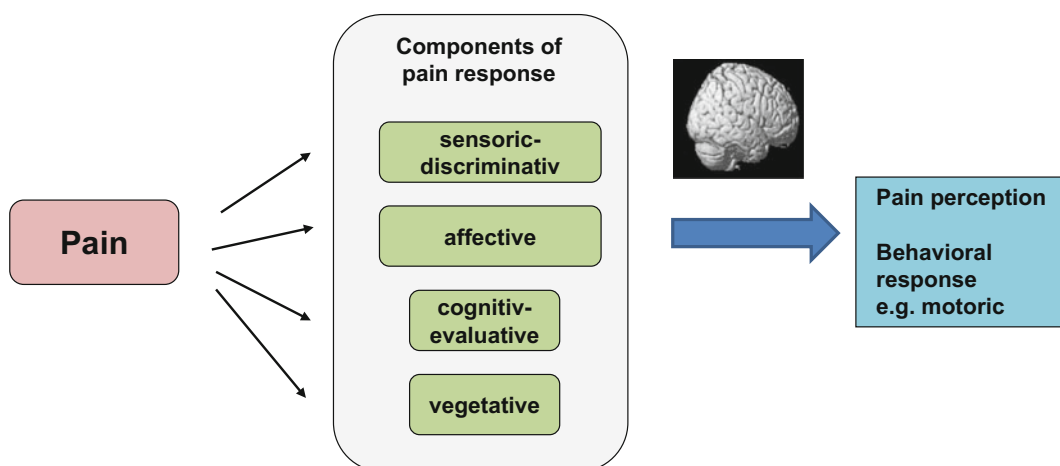 Components of
pain response
sensoric-
discriminativ
Pain
affective
cognitiv-
evaluative
vegetative
Pain perception
Behavioral
response
e.g. motoric